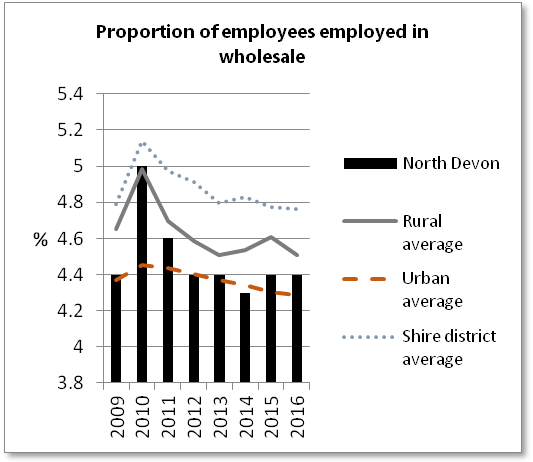 Proportion of employees employed in
wholesale
5.4
5.2
5
4.8
4.6
4.4
4.2
4
3.8
%
2009
2010
2011
2012
2013
2014
2015
2016
North Devon
Rural
average
Urban
average
Shire district
average